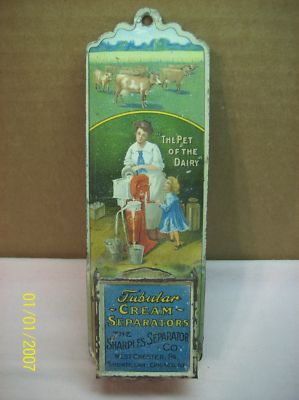 "THE PET
OF THE
DAIRY"
Tubular
CREAM
SEPARATORS
THE
SHARPLES SEPARATOR
CO.
WEST CHESTER, PA.
01/01/2007